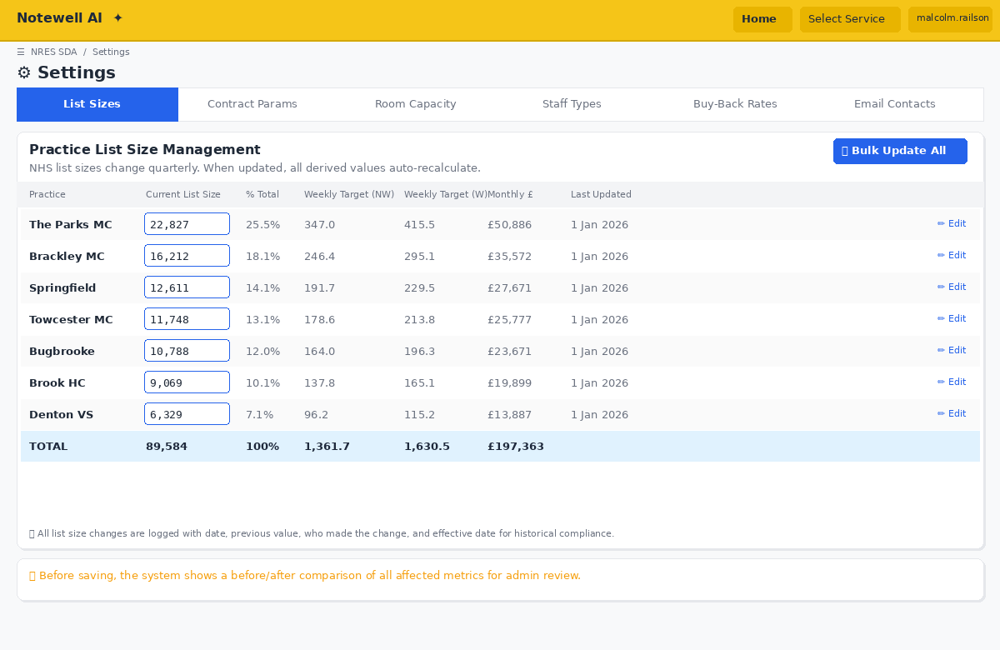 Notewell AI ✦
Home
Select Service
malcolm.railson
☰ NRES SDA / Settings
⚙ Settings
List Sizes
Contract Params
Room Capacity
Staff Types
Buy-Back Rates
Email Contacts
Practice List Size Management
Bulk Update All
NHS list sizes change quarterly. When updated, all derived values auto-recalculate.
Practice Current List Size % Total Weekly Target (NW) Weekly Target (W) Monthly £ Last Updated
The Parks MC 22,827 25.5% 347.0 415.5 £50,886 1 Jan 2026 ✏ Edit
Brackley MC 16,212 18.1% 246.4 295.1 £35,572 1 Jan 2026 ✏ Edit
Springfield 12,611 14.1% 191.7 229.5 £27,671 1 Jan 2026 ✏ Edit
Towcester MC 11,748 13.1% 178.6 213.8 £25,777 1 Jan 2026 ✏ Edit
Bugbrooke 10,788 12.0% 164.0 196.3 £23,671 1 Jan 2026 ✏ Edit
Brook HC 9,069 10.1% 137.8 165.1 £19,899 1 Jan 2026 ✏ Edit
Denton VS 6,329 7.1% 96.2 115.2 £13,887 1 Jan 2026 ✏ Edit
TOTAL 89,584 100% 1,361.7 1,630.5 £197,363
All list size changes are logged with date, previous value, who made the change, and effective date for historical compliance.
Before saving, the system shows a before/after comparison of all affected metrics for admin review.